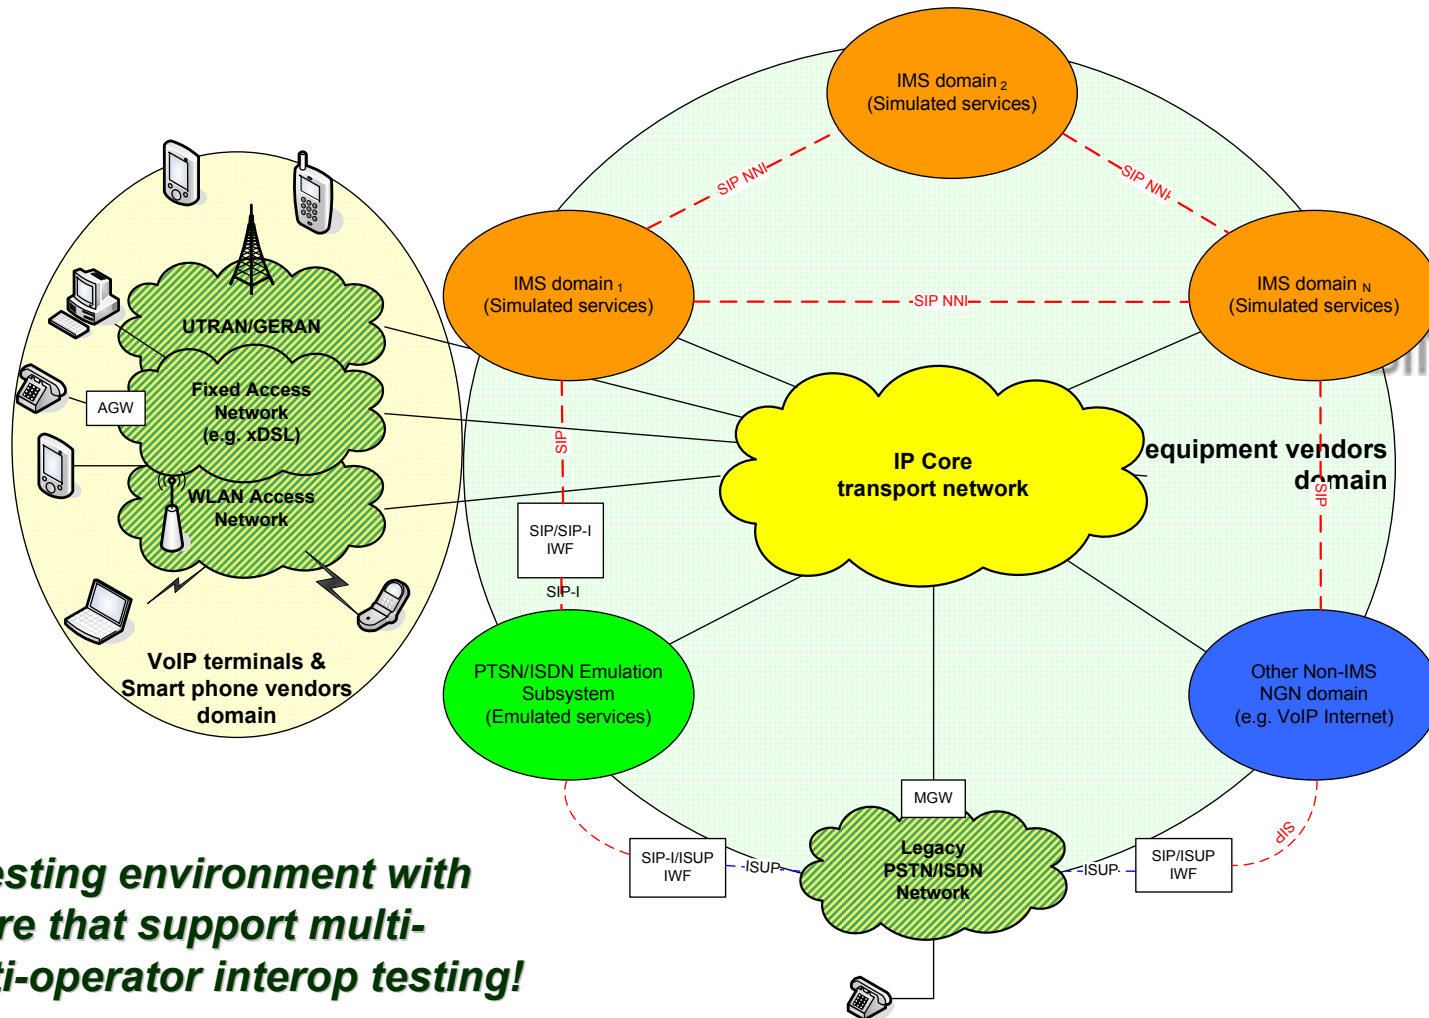 IMS domain 2
(Simulated services)
SIP NNI
SIP NNI
IMS domain 1
(Simulated services)
SIP NNI
IMS domain N
(Simulated services)
UTRAN/GERAN
Fixed Access
Network
(e.g. xDSL)
AGW
WLAN Access
Network
VoIP terminals &
Smart phone vendors
domain
SIP
SIP/SIP-I
IWF
SIP-I
IP Core
transport network
equipment vendors
domain
SIP
PTSN/ISDN Emulation
Subsystem
(Emulated services)
Other Non-IMS
NGN domain
(e.g. VoIP Internet)
MGW
SIP-I/ISUP
IWF
ISUP
Legacy
PSTN/ISDN
Network
ISUP
SIP/ISUP
IWF
SIP
esting environment with
re that support multi-
ti-operator interop testing!